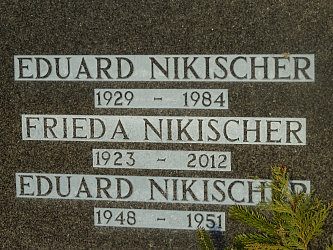 EDUARD NIKISCHER
1929 - 1984
FRIEDA NIKISCHER
1923 - 2012
EDUARD NIKISCHER
1948 - 1951